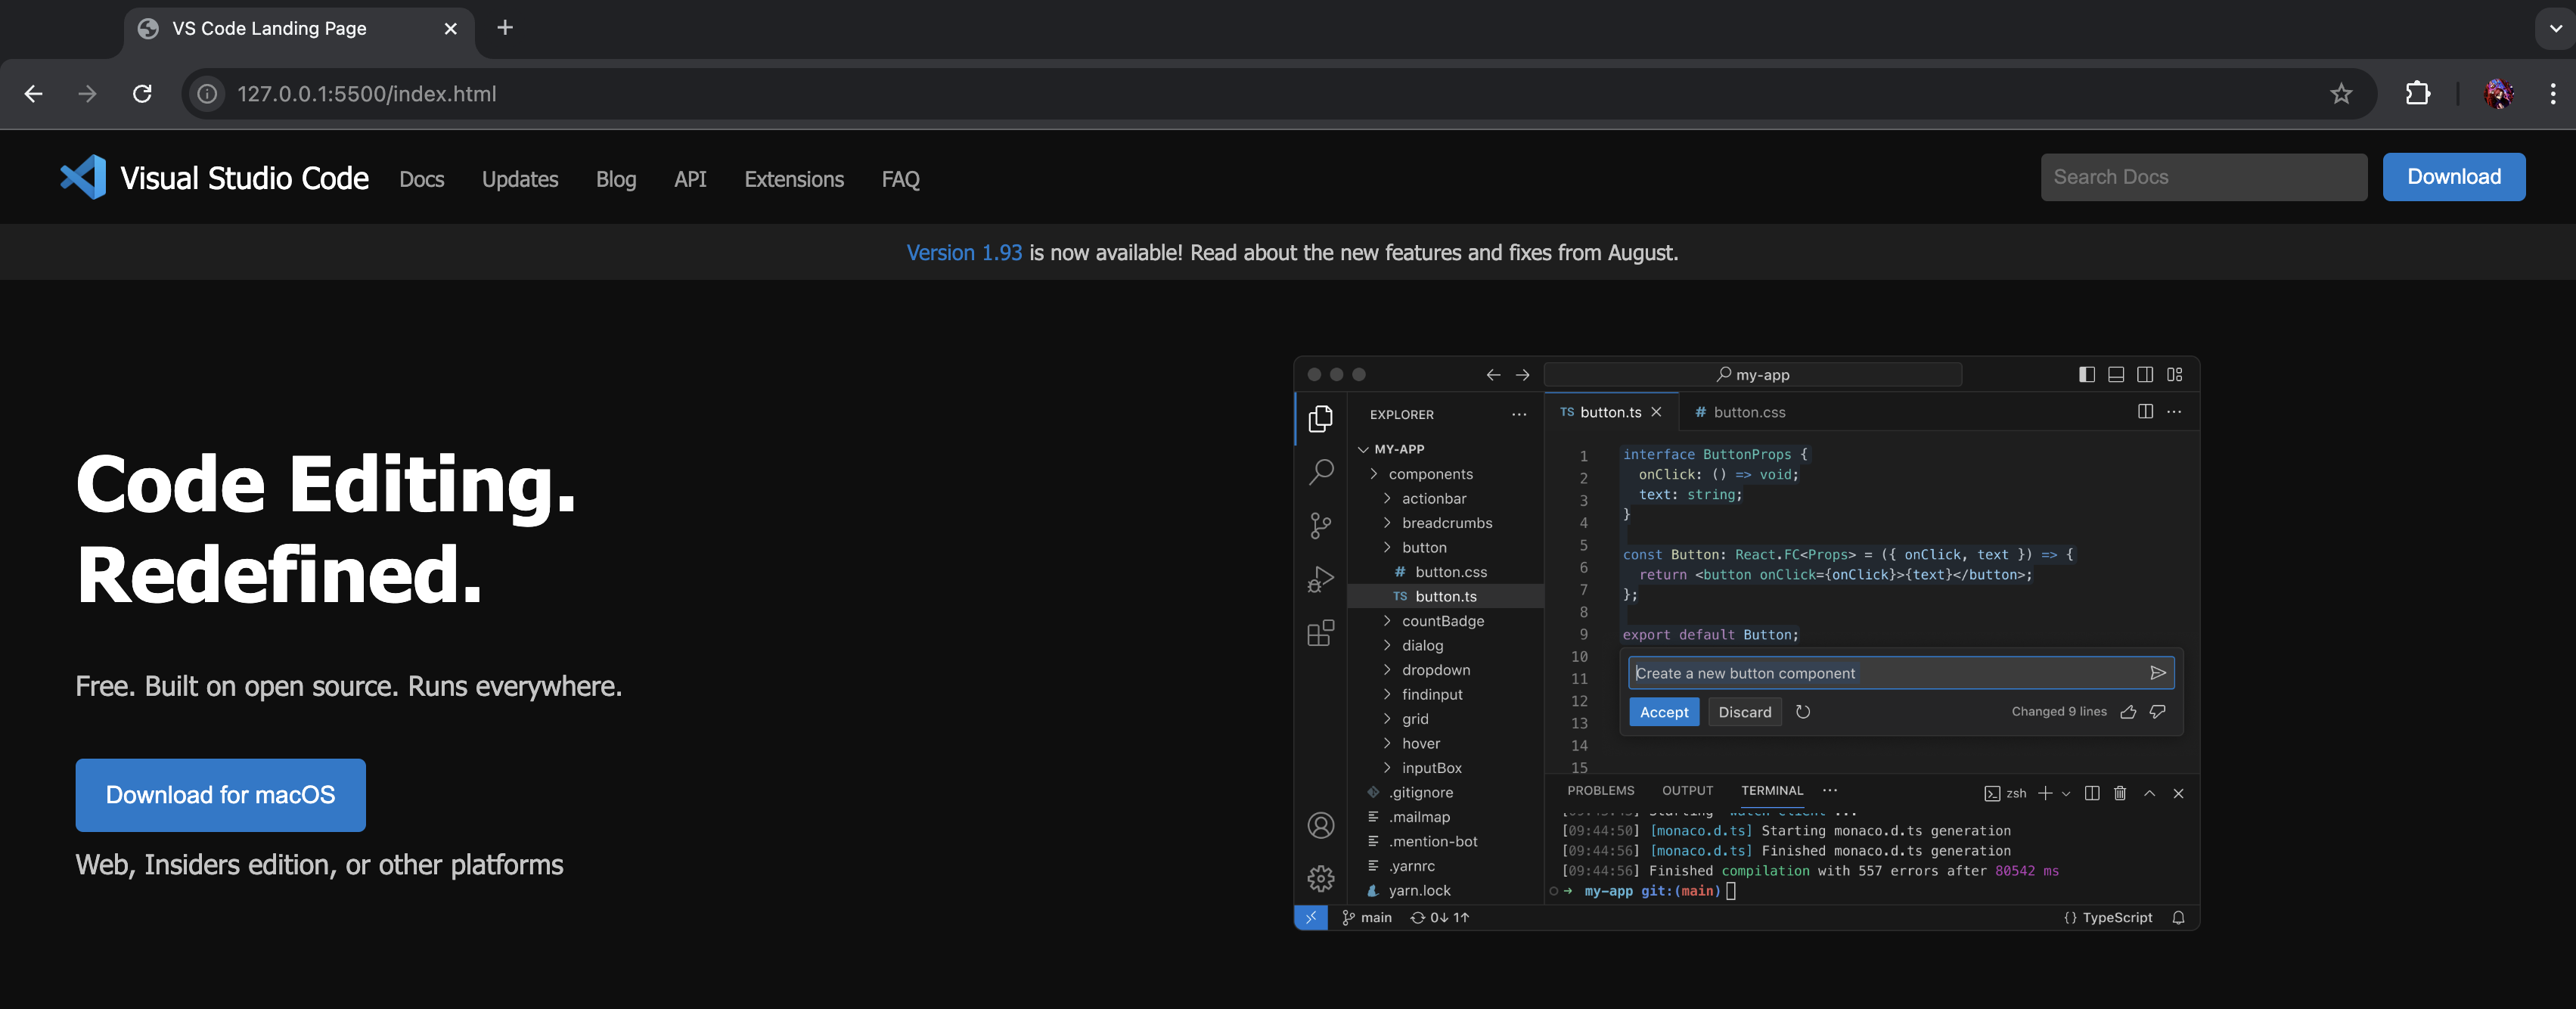 VS Code Landing Page
127.0.0.1:5500/index.html
Visual Studio Code Docs Updates Blog API Extensions FAQ Search Docs Download
Version 1.93 is now available! Read about the new features and fixes from August.
Code Editing.
Redefined.
Free. Built on open source. Runs everywhere.
Download for macOS
Web, Insiders edition, or other platforms
my-app
EXPLORER
MY-APP
components
actionbar
breadcrumbs
button
# button.css
TS button.ts
countBadge
dialog
dropdown
findinput
grid
hover
inputBox
.gitignore
.mailmap
.mention-bot
.yarnrc
yarn.lock
TS button.ts # button.css
1 interface ButtonProps {
2 onClick: () => void;
3 text: string;
4 }
5
6 const Button: React.FC<Props> = ({ onClick, text }) => {
7 return <button onClick={onClick}>{text}</button>;
8 };
9
10 export default Button;
11
12
13
14
15
Create a new button component
Accept Discard Changed 9 lines
PROBLEMS OUTPUT TERMINAL zsh
[09:44:50] [monaco.d.ts] Starting monaco.d.ts generation
[09:44:56] [monaco.d.ts] Finished monaco.d.ts generation
[09:44:56] Finished compilation with 557 errors after 80542 ms
my-app git:(main)
main 0↓ 1↑ {} TypeScript